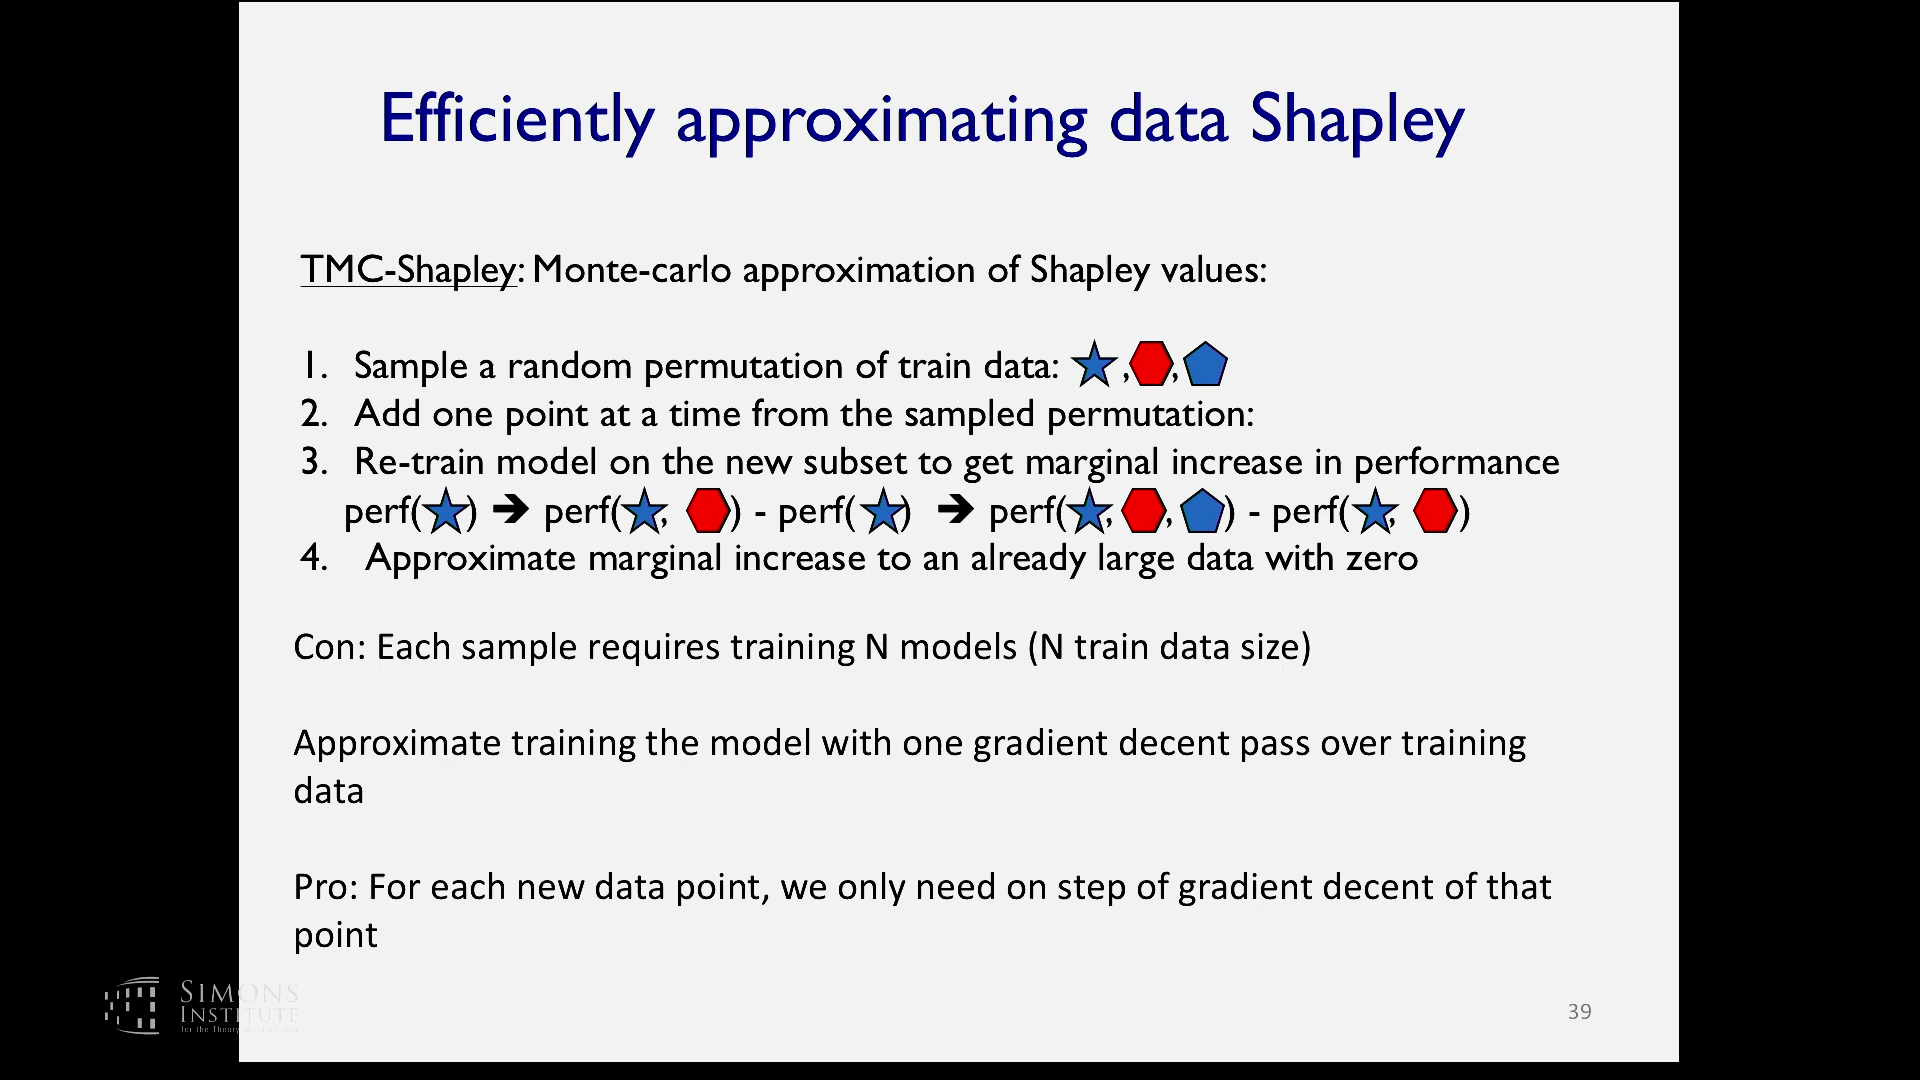 Efficiently approximating data Shapley
TMC-Shapley: Monte-carlo approximation of Shapley values:
1. Sample a random permutation of train data: , ,
2. Add one point at a time from the sampled permutation:
3. Re-train model on the new subset to get marginal increase in performance
perf( ) ➔ perf( , ) - perf( ) ➔ perf( , , ) - perf( , )
4. Approximate marginal increase to an already large data with zero
Con: Each sample requires training N models (N train data size)
Approximate training the model with one gradient decent pass over training
data
Pro: For each new data point, we only need on step of gradient decent of that
point
SIMONS
INSTITUTE
for the Theory of Computing
39